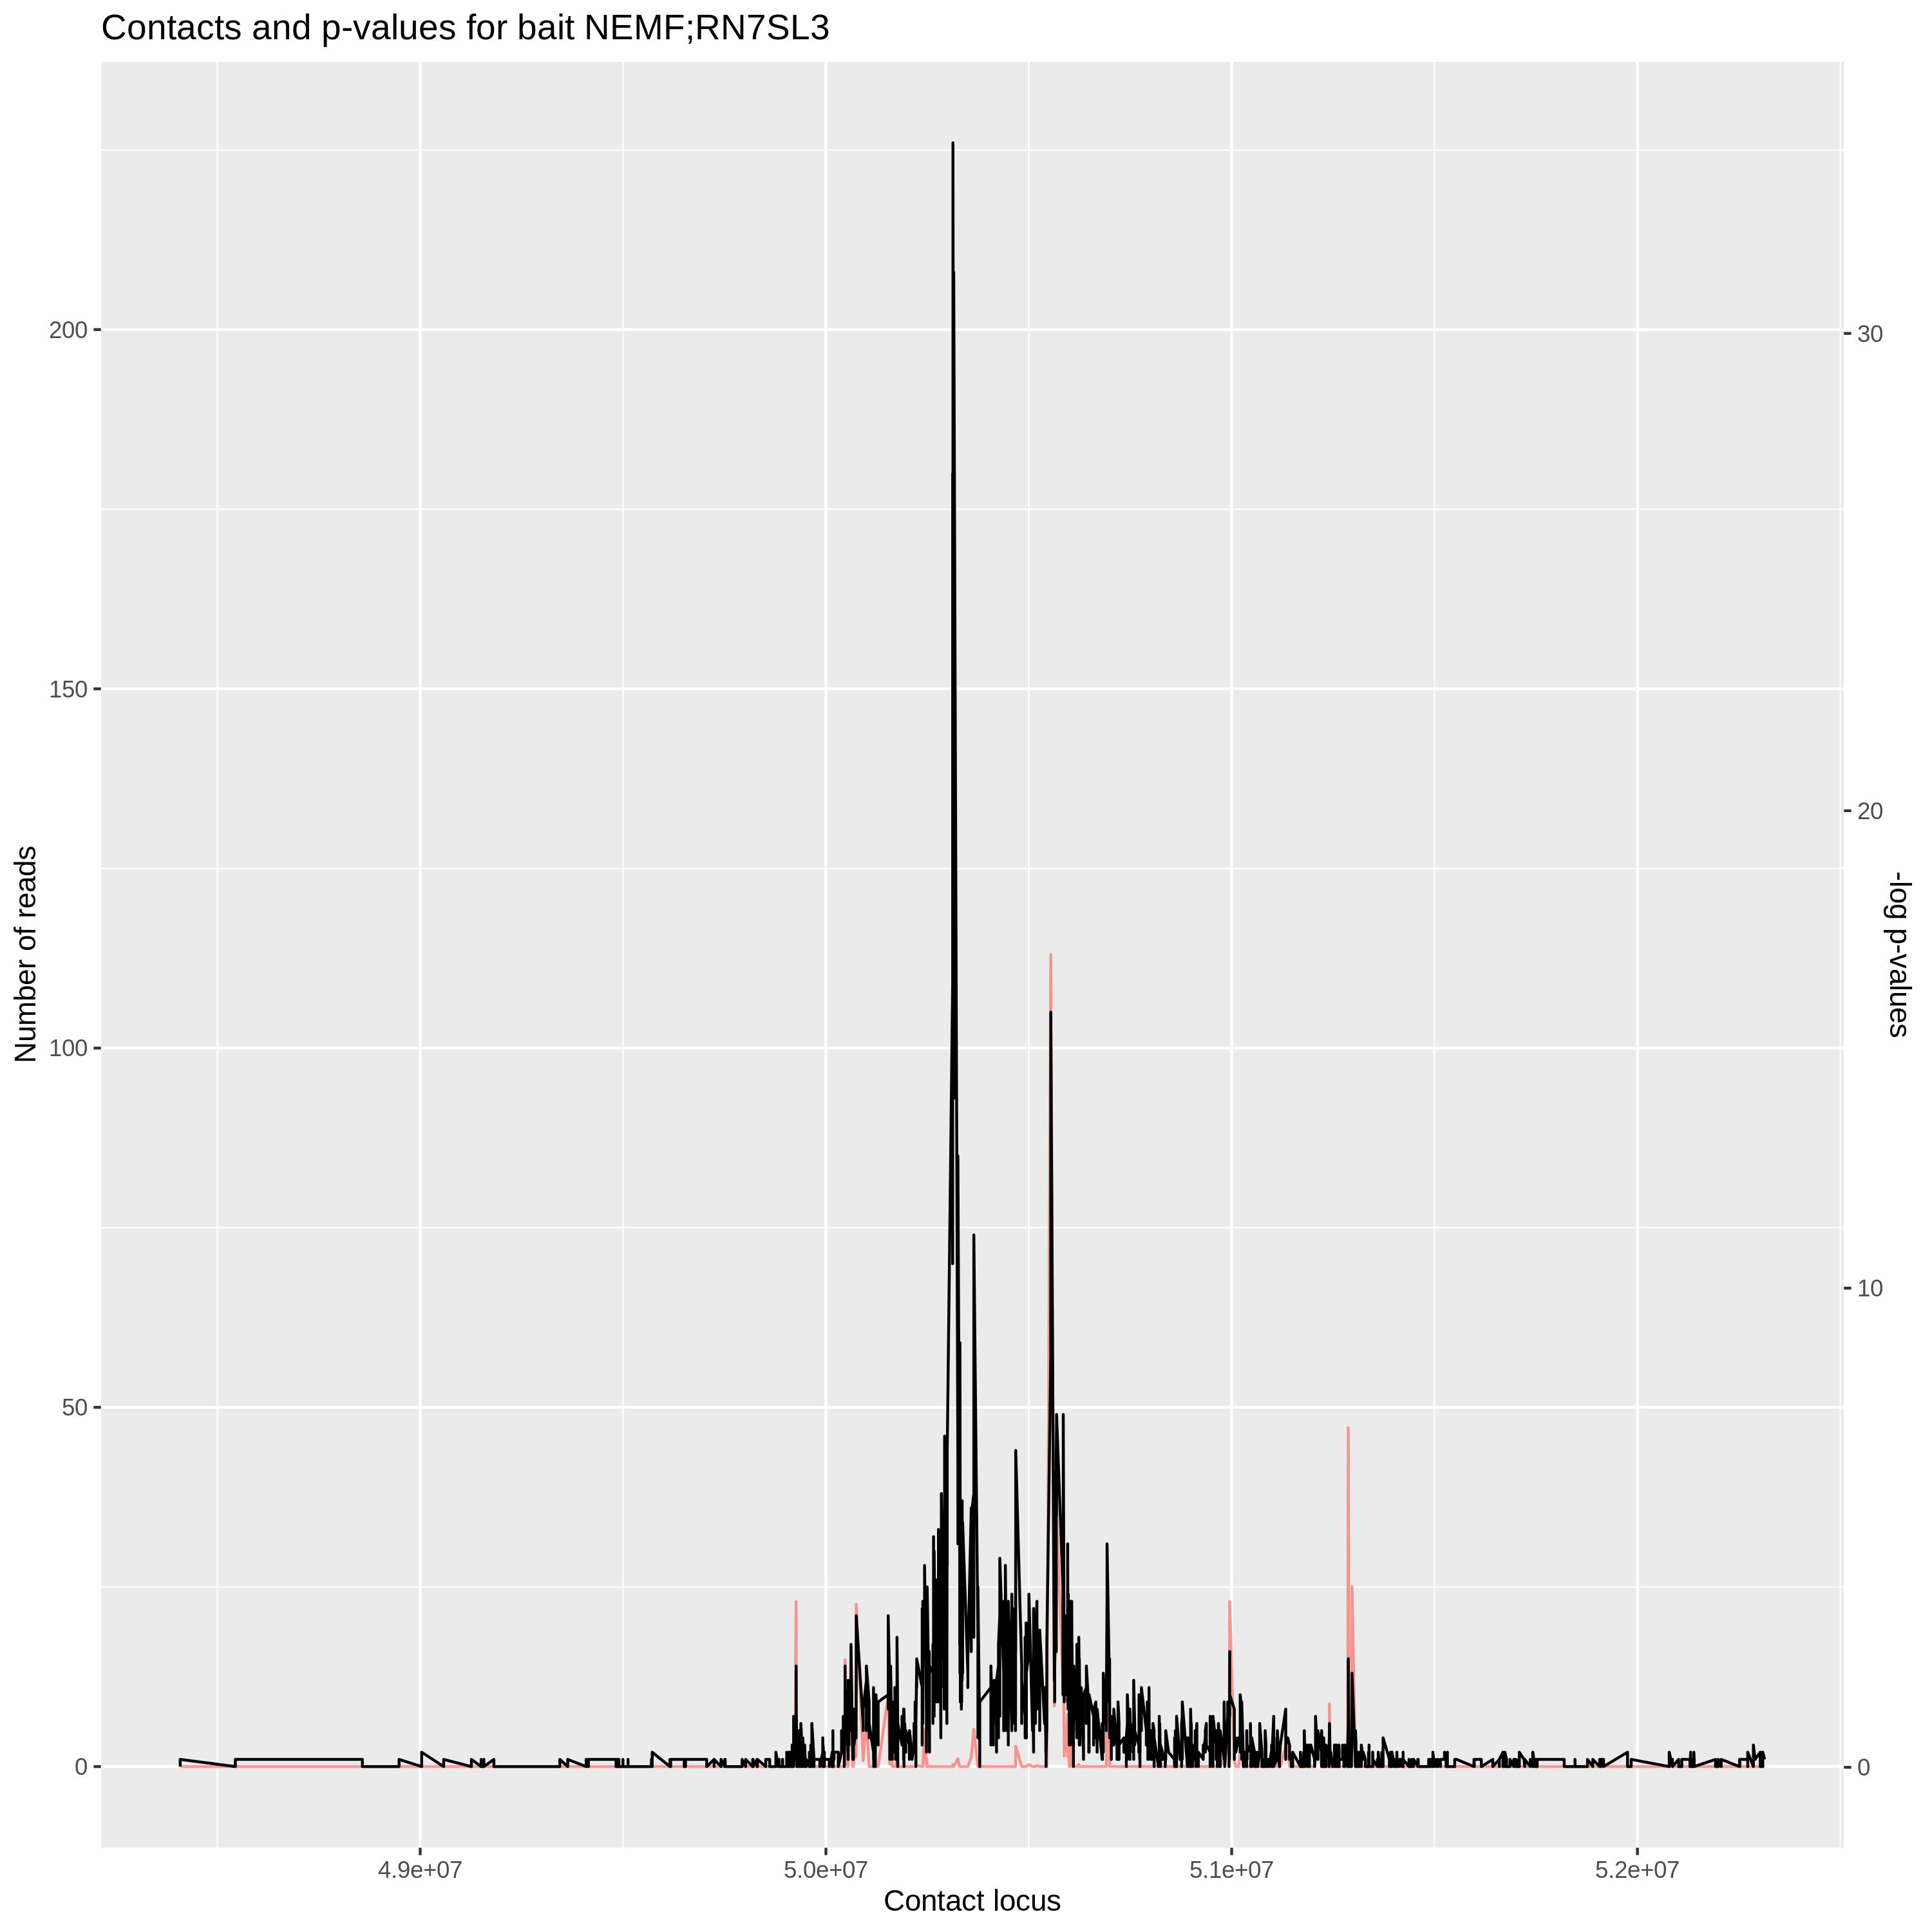 Contacts and p-values for bait NEMF;RN7SL3
Number of reads
200
150
100
50
0
30
20
10
0
-log p-values
4.9e+07
5.0e+07
5.1e+07
5.2e+07
Contact locus